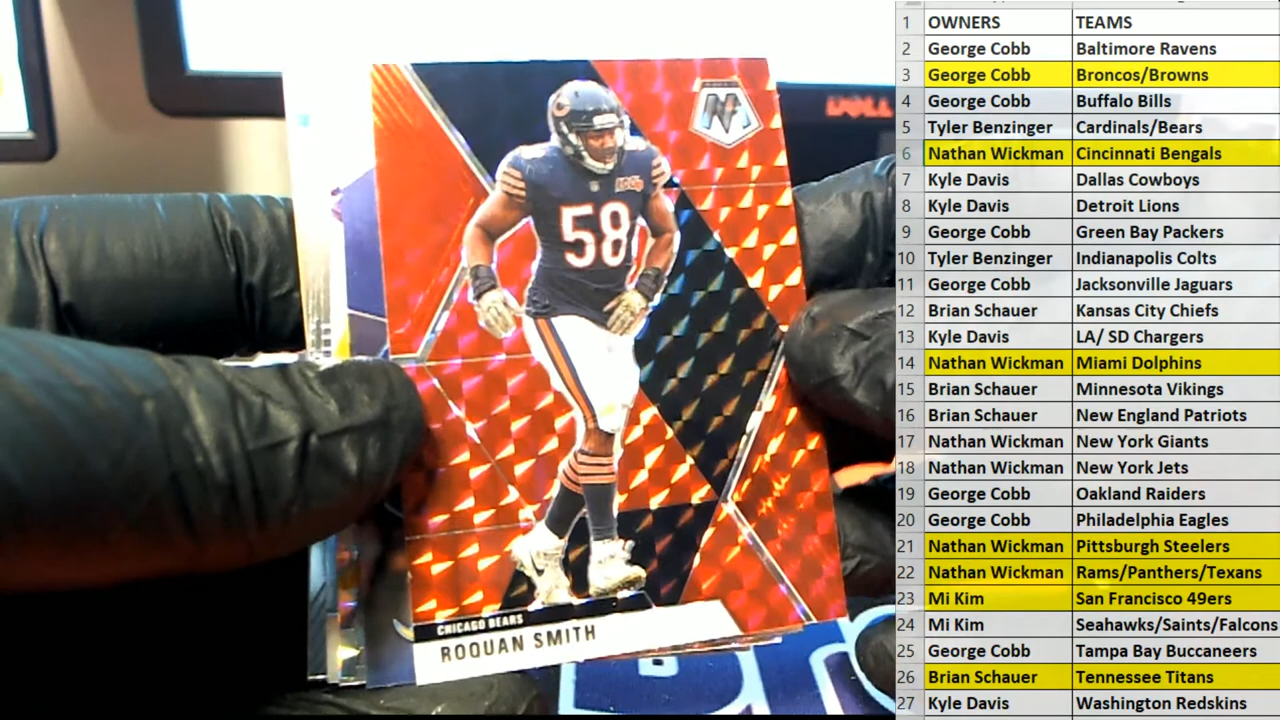 1 OWNERS TEAMS
2 George Cobb Baltimore Ravens
3 George Cobb Broncos/Browns
4 George Cobb Buffalo Bills
5 Tyler Benzinger Cardinals/Bears
6 Nathan Wickman Cincinnati Bengals
7 Kyle Davis Dallas Cowboys
8 Kyle Davis Detroit Lions
9 George Cobb Green Bay Packers
10 Tyler Benzinger Indianapolis Colts
11 George Cobb Jacksonville Jaguars
12 Brian Schauer Kansas City Chiefs
13 Kyle Davis LA/ SD Chargers
14 Nathan Wickman Miami Dolphins
15 Brian Schauer Minnesota Vikings
16 Brian Schauer New England Patriots
17 Nathan Wickman New York Giants
18 Nathan Wickman New York Jets
19 George Cobb Oakland Raiders
20 George Cobb Philadelphia Eagles
21 Nathan Wickman Pittsburgh Steelers
22 Nathan Wickman Rams/Panthers/Texans
23 Mi Kim San Francisco 49ers
24 Mi Kim Seahawks/Saints/Falcons
25 George Cobb Tampa Bay Buccaneers
26 Brian Schauer Tennessee Titans
27 Kyle Davis Washington Redskins
M
DOLL
58
CHICAGO BEARS
ROQUAN SMITH